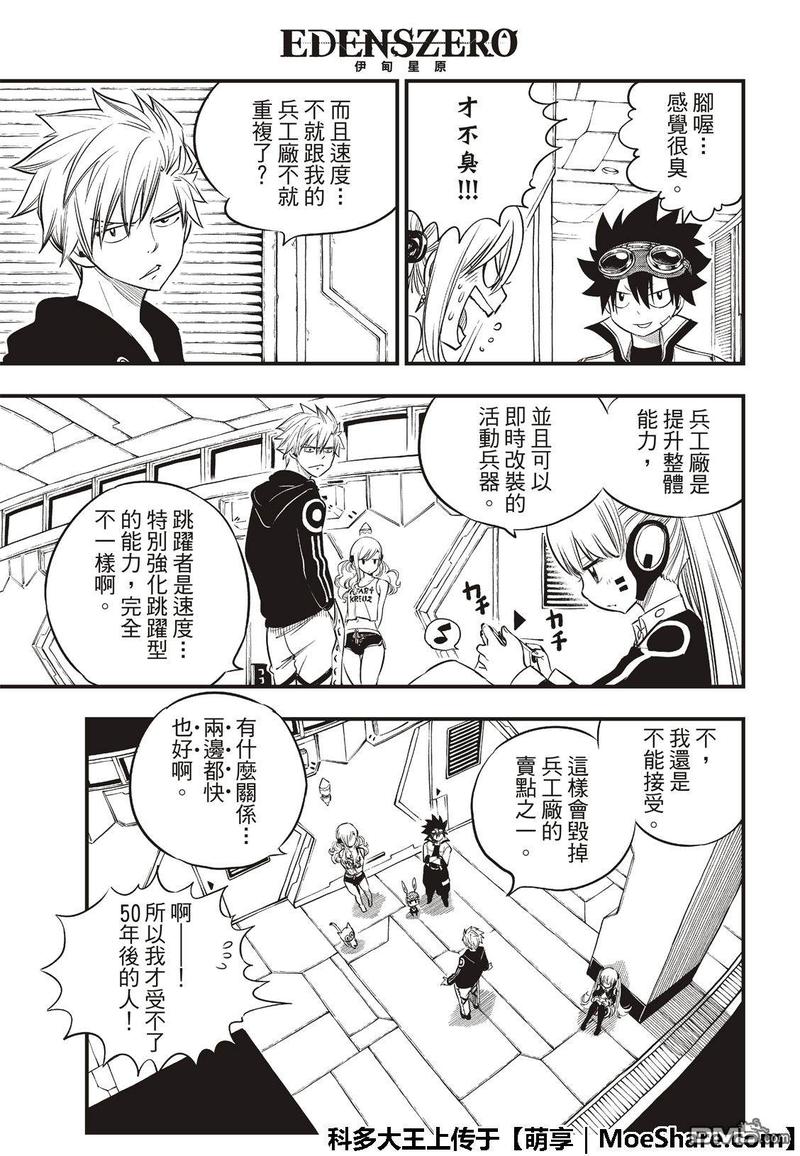 EDENSZERO
伊甸星原
腳喔…
感覺很臭。
才不臭!!!
而且速度…
不就跟我的
兵工廠不就
重複了?
兵工廠是
提升整體
能力，
並且可以
即時改裝的
活動兵器。
カチ
カチ
HEART
KREUZ
跳躍者是速度…
特別強化跳躍型
的能力，完全
不一樣啊。
不，
我還是
不能接受。
這樣會毀掉
兵工廠的
賣點之一。
有什麼關係…
兩邊都快
也好啊。
啊——!
所以我才受不了
50年後的人!
科多大王上传于【萌享｜MoeShare.com】